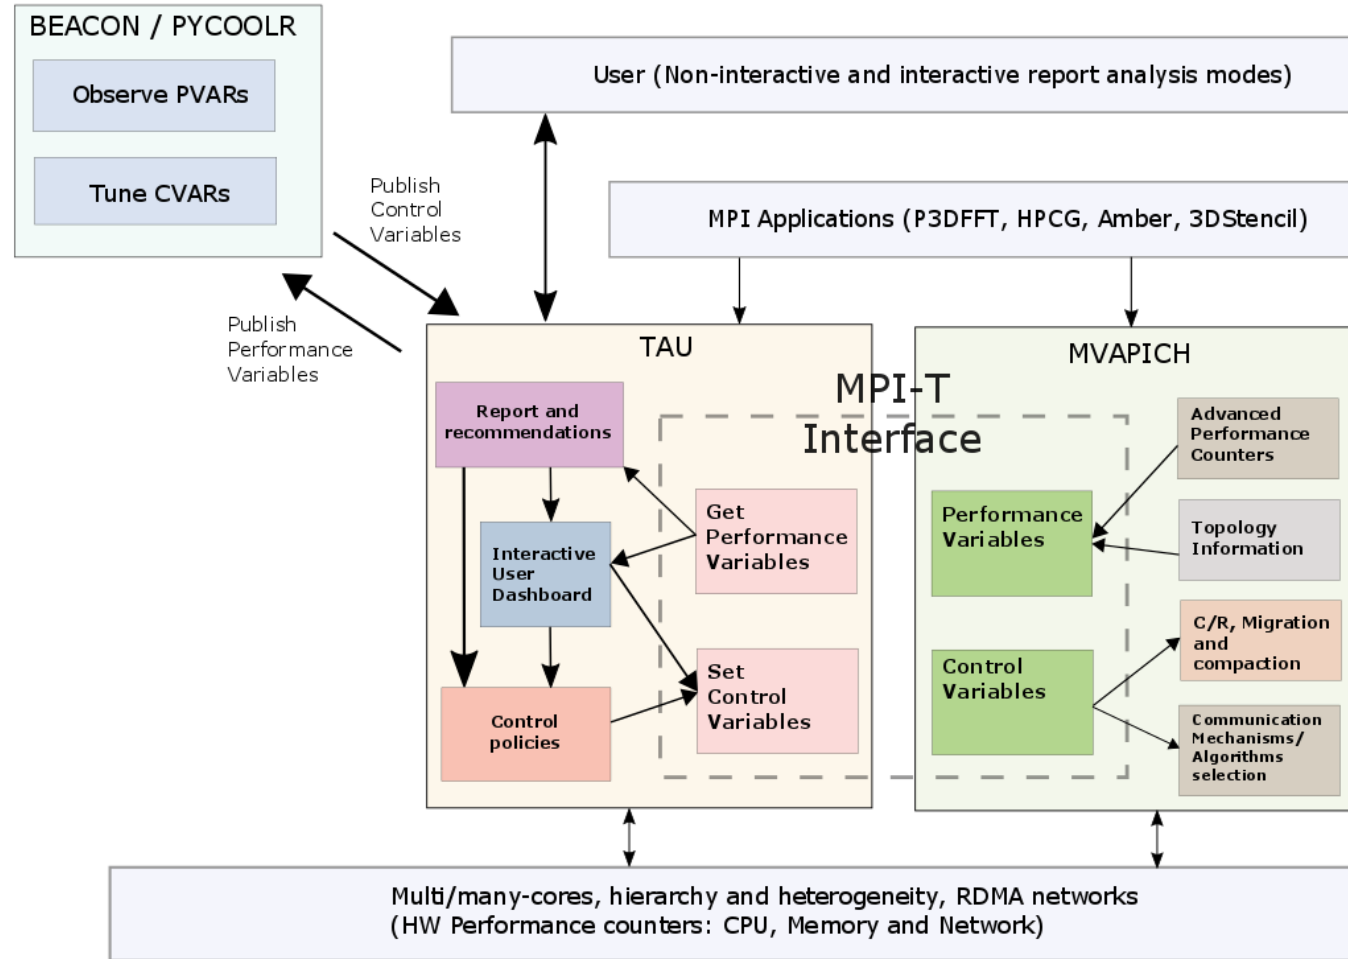 BEACON / PYCOOLR
Observe PVARs
Tune CVARs
User (Non-interactive and interactive report analysis modes)
Publish
Control
Variables
MPI Applications (P3DFFT, HPCG, Amber, 3DStencil)
Publish
Performance
Variables
TAU
MVAPICH
MPI-T
Interface
Report and
recommendations
Interactive
User
Dashboard
Control
policies
Get
Performance
Variables
Set
Control
Variables
Performance
Variables
Control
Variables
Advanced
Performance
Counters
Topology
Information
C/R, Migration
and
compaction
Communication
Mechanisms/
Algorithms
selection
Multi/many-cores, hierarchy and heterogeneity, RDMA networks
(HW Performance counters: CPU, Memory and Network)